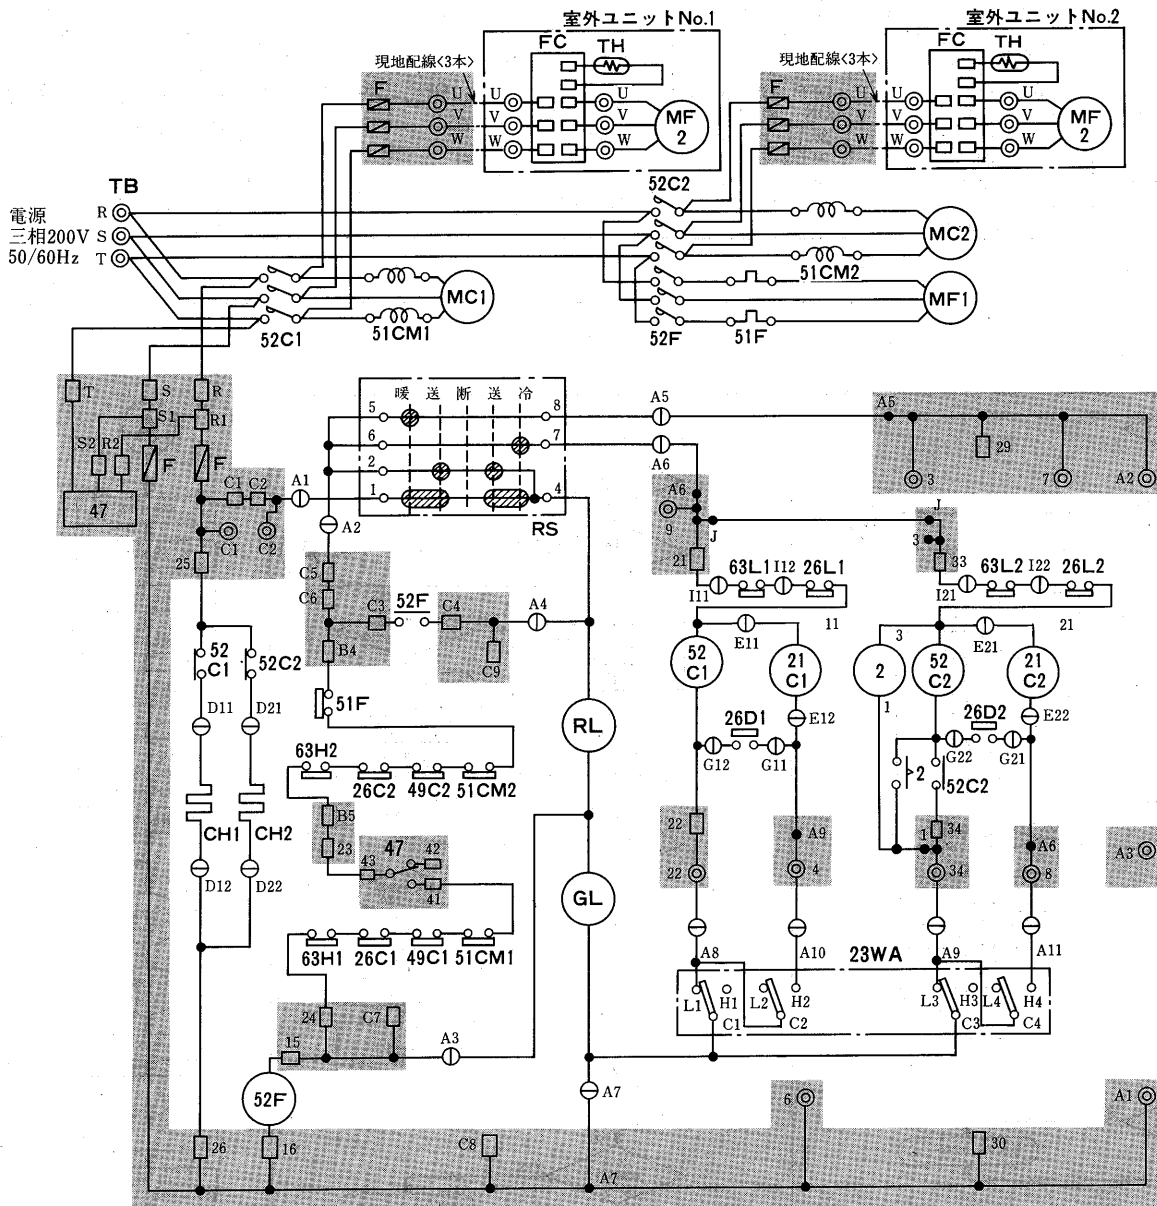 室外ユニットNo.1
室外ユニットNo.2
FC TH
FC TH
現地配線<3本>
現地配線<3本>
F U U U
V V V
W W W
MF 2
F U U U
V V V
W W W
MF 2
TB
52C2
電源
三相200V
50/60Hz
R
S
T
MC2
51CM2
MC1
MF1
52C1
51CM1
52F
51F
T S R
S1 R1
S2 R2
F F
47
暖 送 断 送 冷
5 8
6 7
2
1 4
RS
A5
A6
A5
29
3 7 A2
C1 C2
A1
C1 C2
A2
25
A6
9
J
21
J
3
33
63L1 I12 26L1
I11
63L2 I22 26L2
I21
C5
C6
C3 52F C4
A4
B4
C9
E11
11
3
E21
21
52 C1
21 C1
2
52 C2
21 C2
1
52 C1
52C2
51F
D11 D21
RL
26D1
E12
G12 G11
26D2
E22
G22 G21
2
52C2
63H2
26C2 49C2 51CM2
CH1 CH2
B5
23
47
42
43
41
22
22
A9
4
1
34
34
A6
8
A3
D12 D22
GL
63H1 26C1 49C1 51CM1
23WA
A8 A10 A9 A11
L1 H1 L2 H2
C1 C2
L3 H3 L4 H4
C3 C4
24 C7
15
A3
52F
A7
6
A1
26 16 C8
30
A7